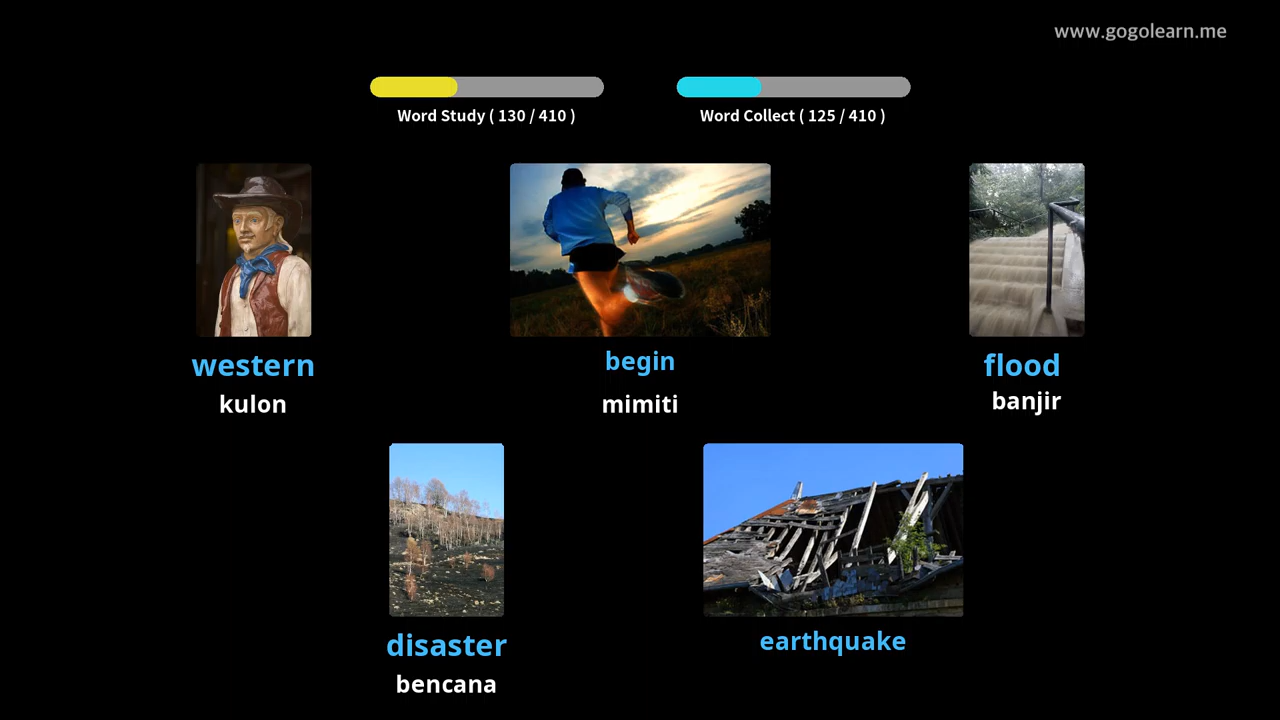 www.gogolearn.me
Word Study ( 130 / 410 )
Word Collect ( 125 / 410 )
western
kulon
begin
mimiti
flood
banjir
disaster
bencana
earthquake